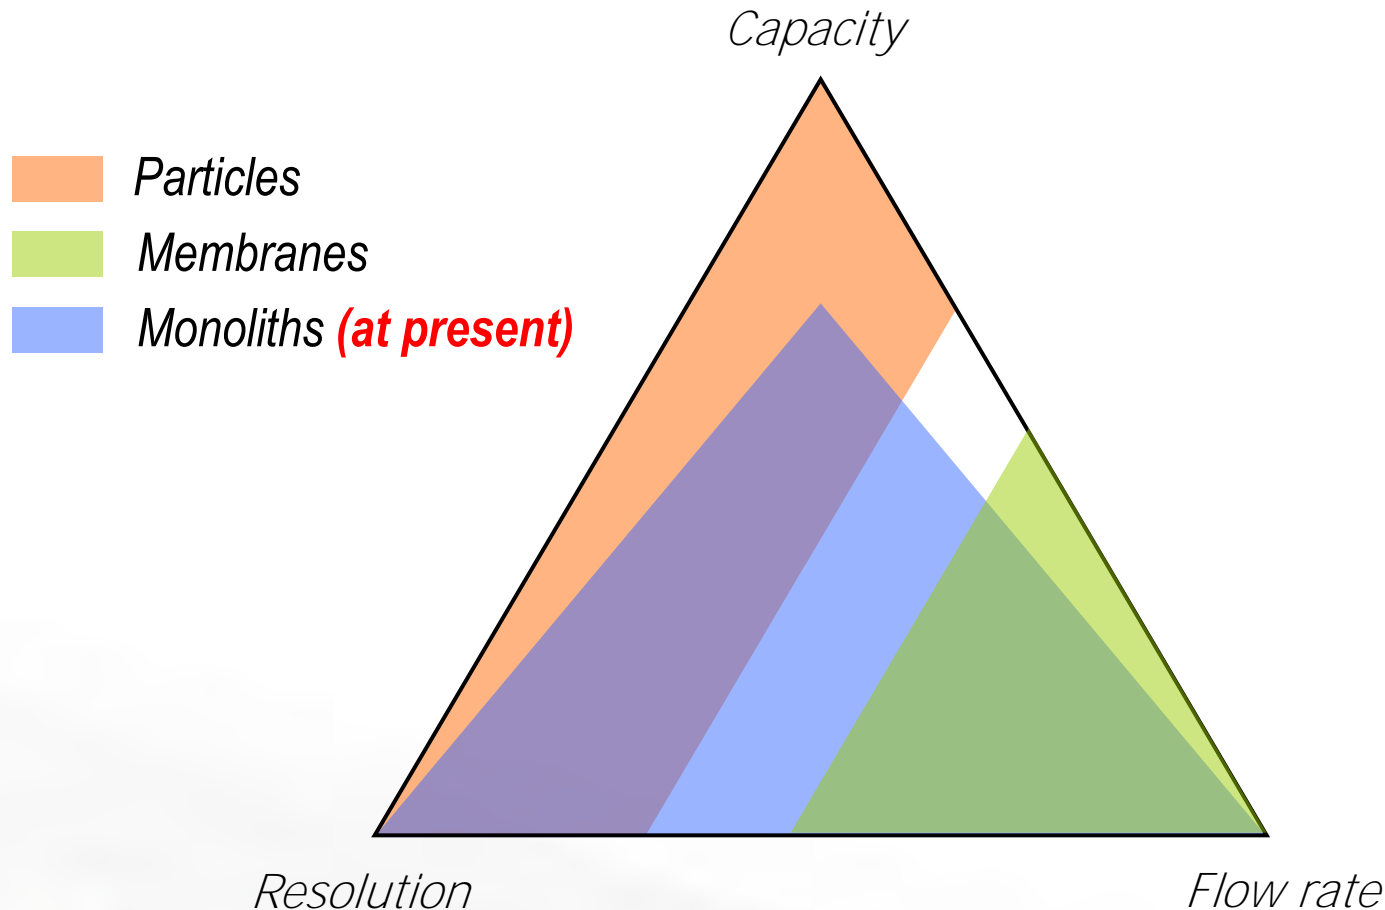 Capacity
Particles
Membranes
Monoliths (at present)
Resolution
Flow rate